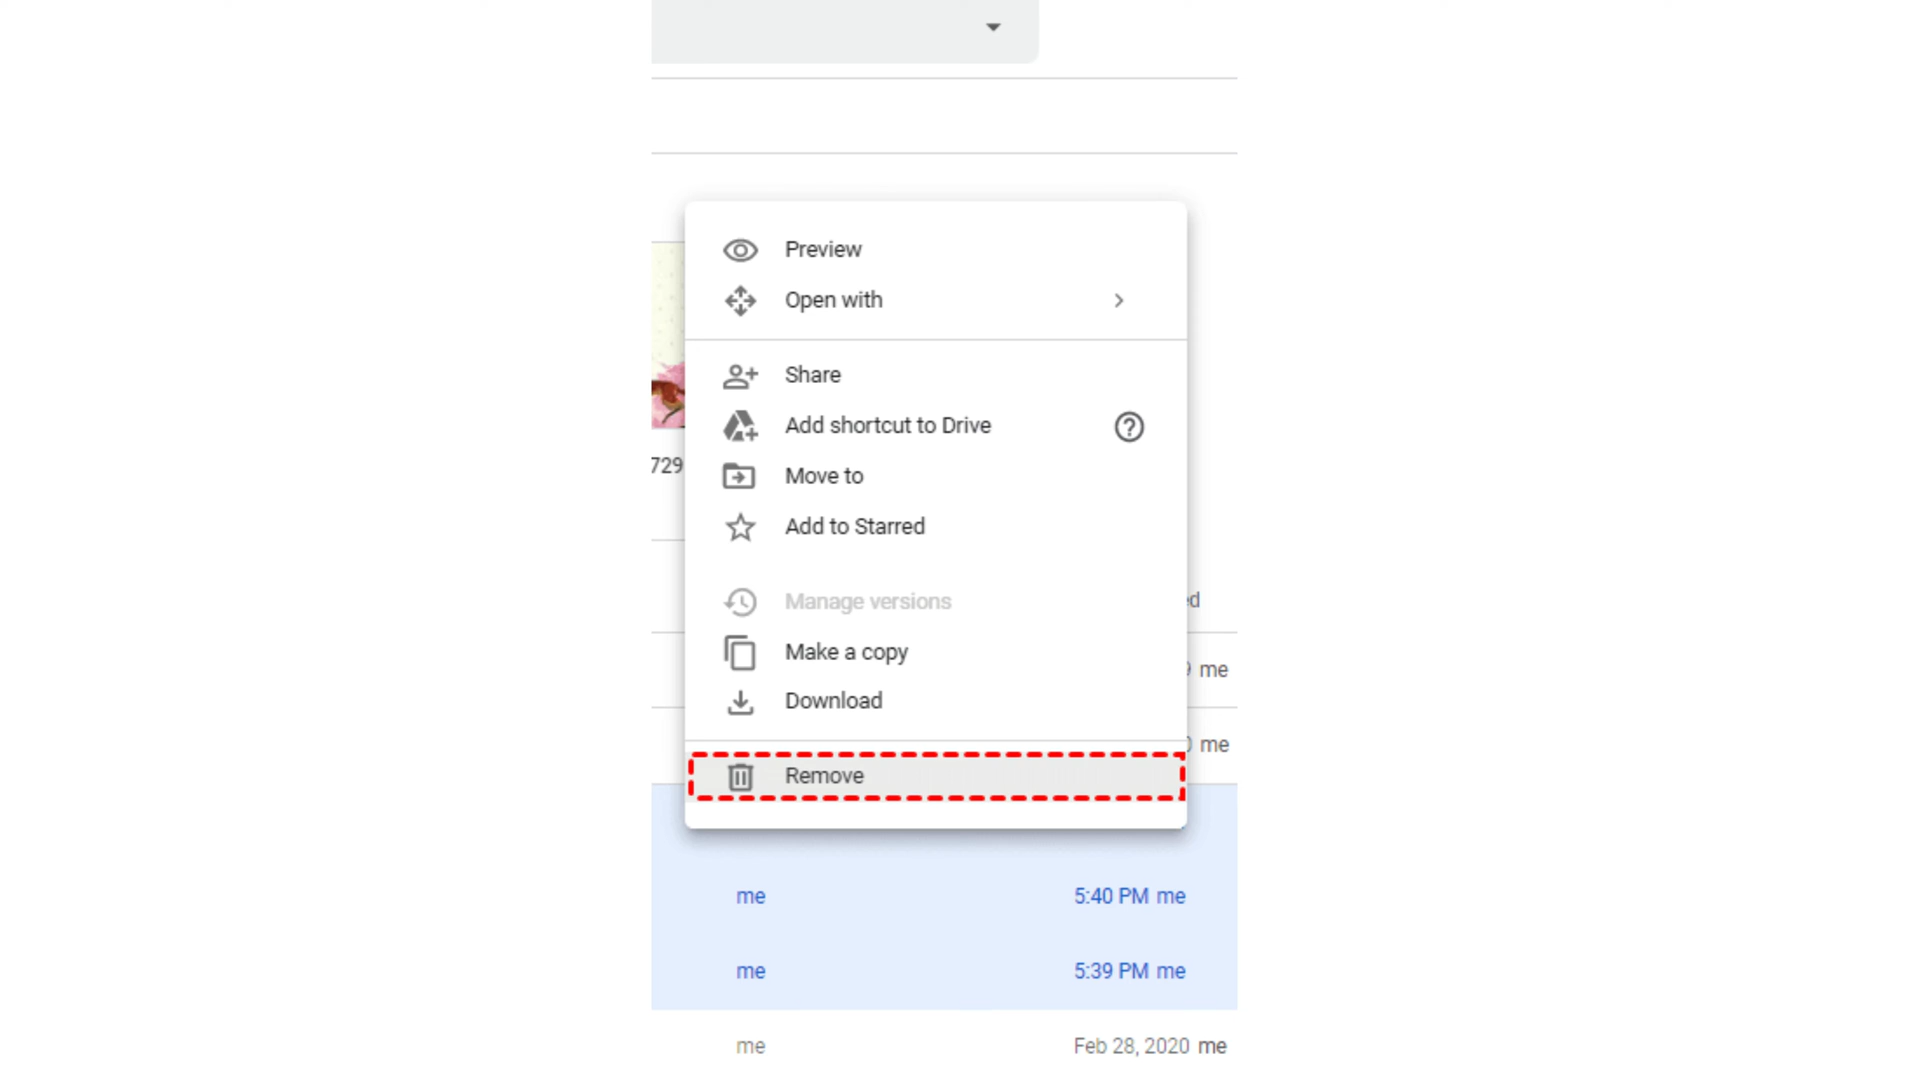 Preview
Open with
Share
Add shortcut to Drive
Move to
729
Add to Starred
Manage versions
ed
Make a copy
me
Download
me
Remove
me 5:40 PM me
me 5:39 PM me
me Feb 28, 2020 me